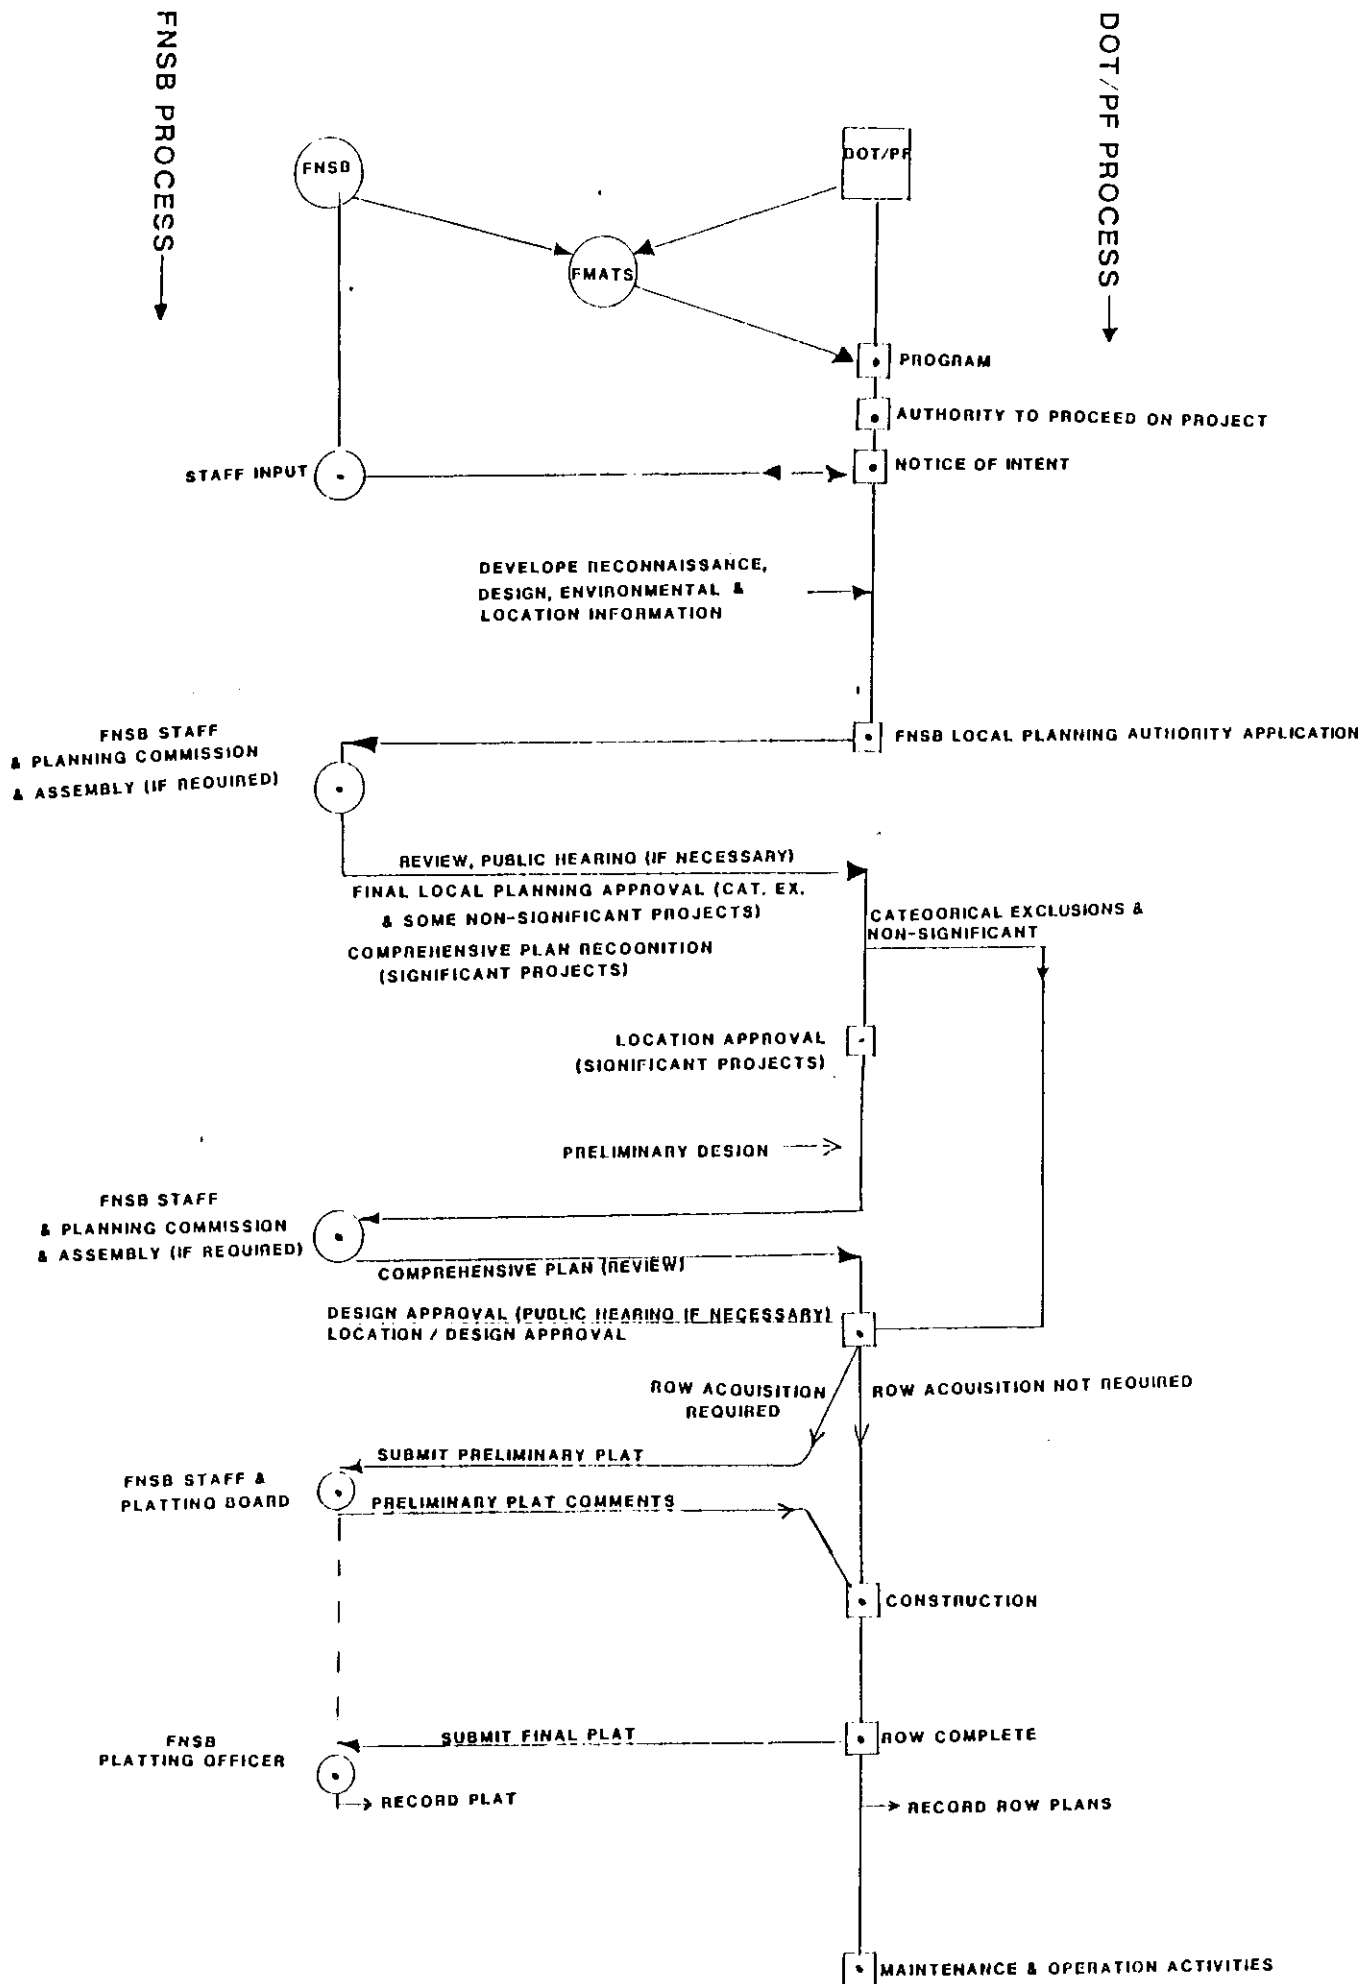 FNSB PROCESS
DOT/PF PROCESS
FNSB
DOT/PF
FMATS
PROGRAM
AUTHORITY TO PROCEED ON PROJECT
STAFF INPUT
NOTICE OF INTENT
DEVELOPE RECONNAISSANCE,
DESIGN, ENVIRONMENTAL &
LOCATION INFORMATION
FNSB STAFF
& PLANNING COMMISSION
& ASSEMBLY (IF REQUIRED)
FNSB LOCAL PLANNING AUTHORITY APPLICATION
REVIEW, PUBLIC HEARING (IF NECESSARY)
FINAL LOCAL PLANNING APPROVAL (CAT. EX.
& SOME NON-SIGNIFICANT PROJECTS)
COMPREHENSIVE PLAN RECOGNITION
(SIGNIFICANT PROJECTS)
CATEGORICAL EXCLUSIONS &
NON-SIGNIFICANT
LOCATION APPROVAL
(SIGNIFICANT PROJECTS)
PRELIMINARY DESIGN
FNSB STAFF
& PLANNING COMMISSION
& ASSEMBLY (IF REQUIRED)
COMPREHENSIVE PLAN (REVIEW)
DESIGN APPROVAL (PUBLIC HEARING IF NECESSARY)
LOCATION / DESIGN APPROVAL
ROW ACQUISITION
REQUIRED
ROW ACQUISITION NOT REQUIRED
SUBMIT PRELIMINARY PLAT
FNSB STAFF &
PLATTING BOARD
PRELIMINARY PLAT COMMENTS
CONSTRUCTION
SUBMIT FINAL PLAT
ROW COMPLETE
FNSB
PLATTING OFFICER
RECORD PLAT
RECORD ROW PLANS
MAINTENANCE & OPERATION ACTIVITIES